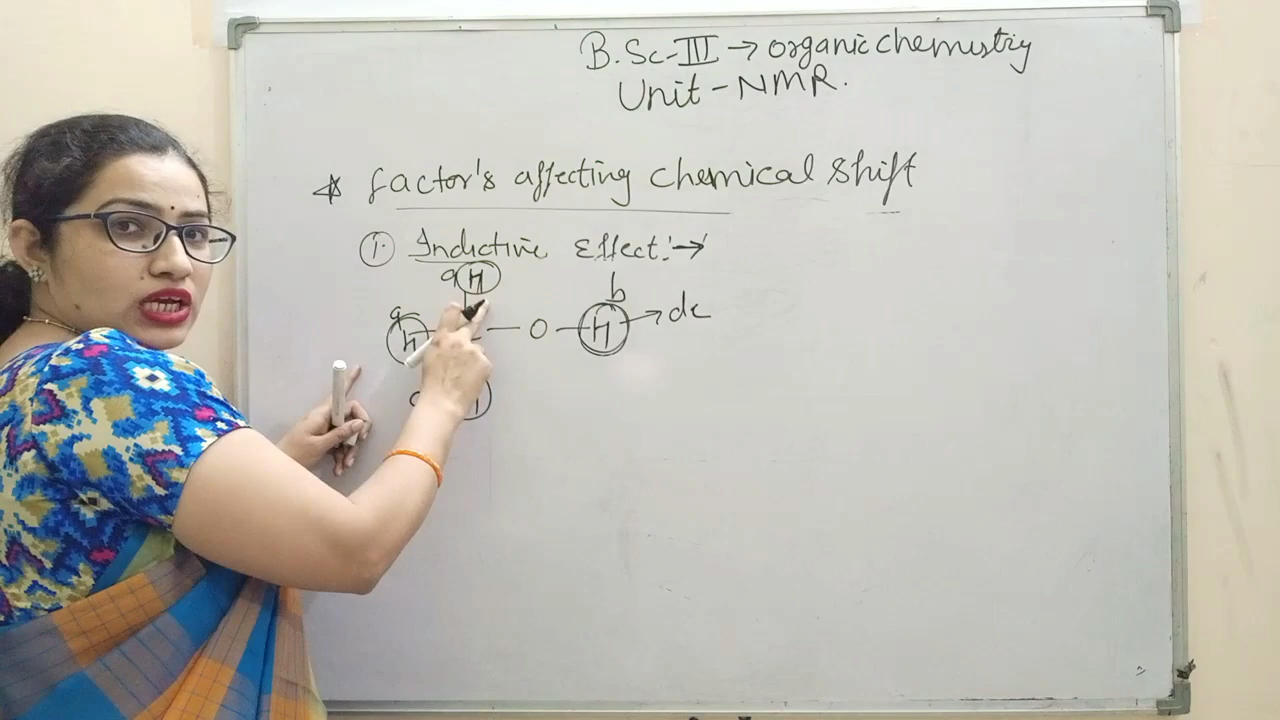 B.Sc-III → organic chemistry
Unit - NMR.
* factor's affecting chemical shift
① Inductive Effect :→
a H b
a H — O — H → de